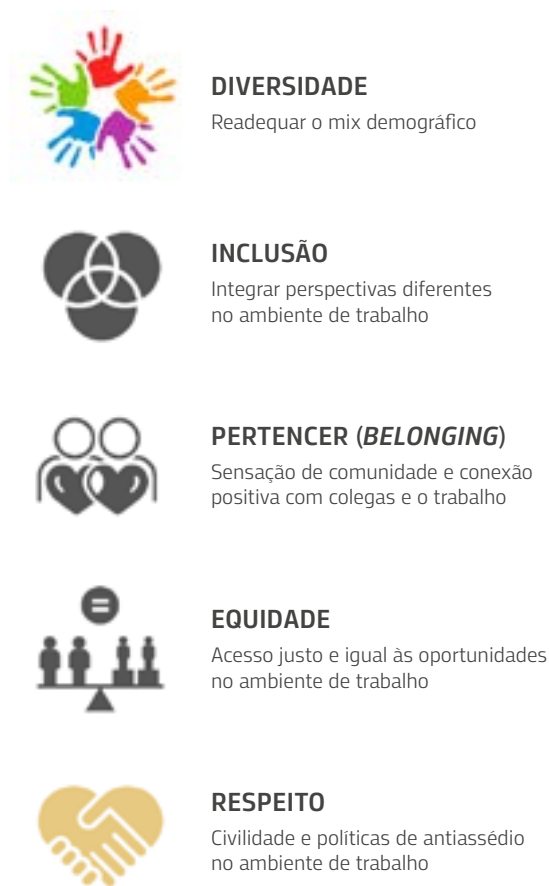 DIVERSIDADE
Readequar o mix demográfico
INCLUSÃO
Integrar perspectivas diferentes
no ambiente de trabalho
PERTENCER (BELONGING)
Sensação de comunidade e conexão
positiva com colegas e o trabalho
EQUIDADE
Acesso justo e igual às oportunidades
no ambiente de trabalho
RESPEITO
Civilidade e políticas de antiassédio
no ambiente de trabalho